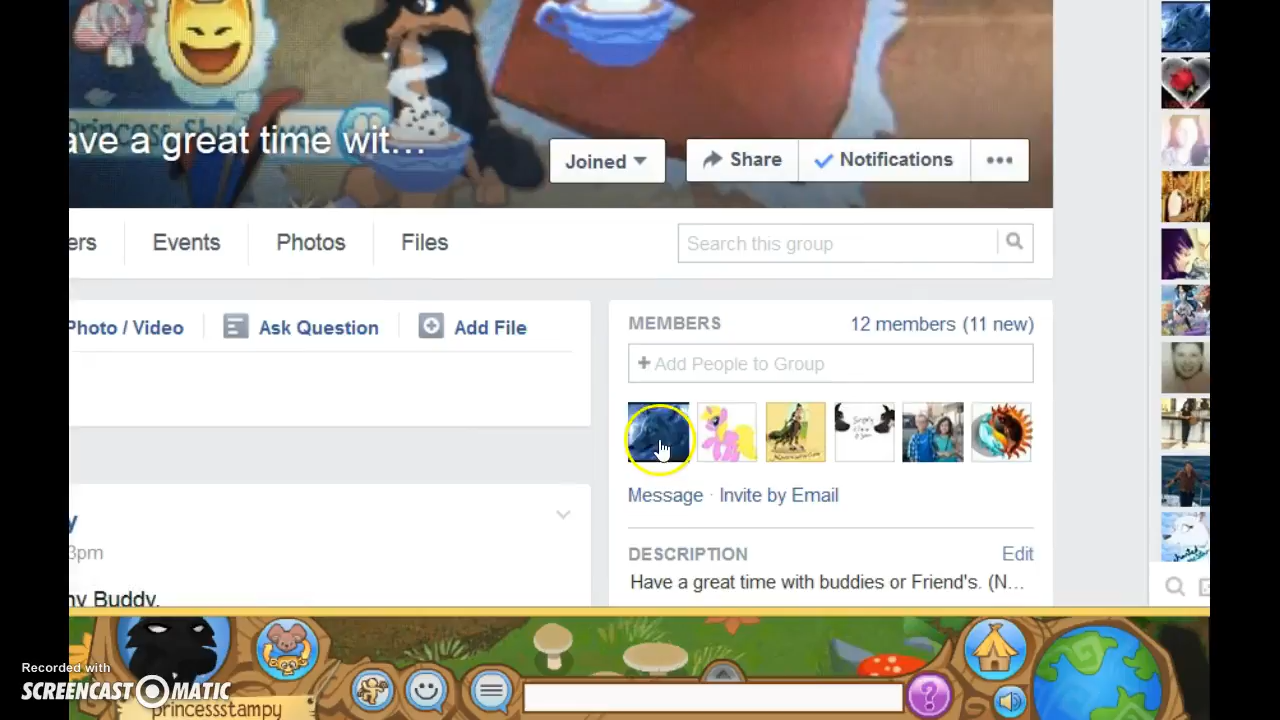 ave a great time wit...
Joined
Share
Notifications
ers
Events
Photos
Files
Search this group
Photo / Video
Ask Question
Add File
MEMBERS
12 members (11 new)
+ Add People to Group
Message · Invite by Email
DESCRIPTION
Edit
Have a great time with buddies or Friend's. (N...
y
3pm
ny Buddy.
Recorded with
SCREENCAST-O-MATIC
princessstampy
?